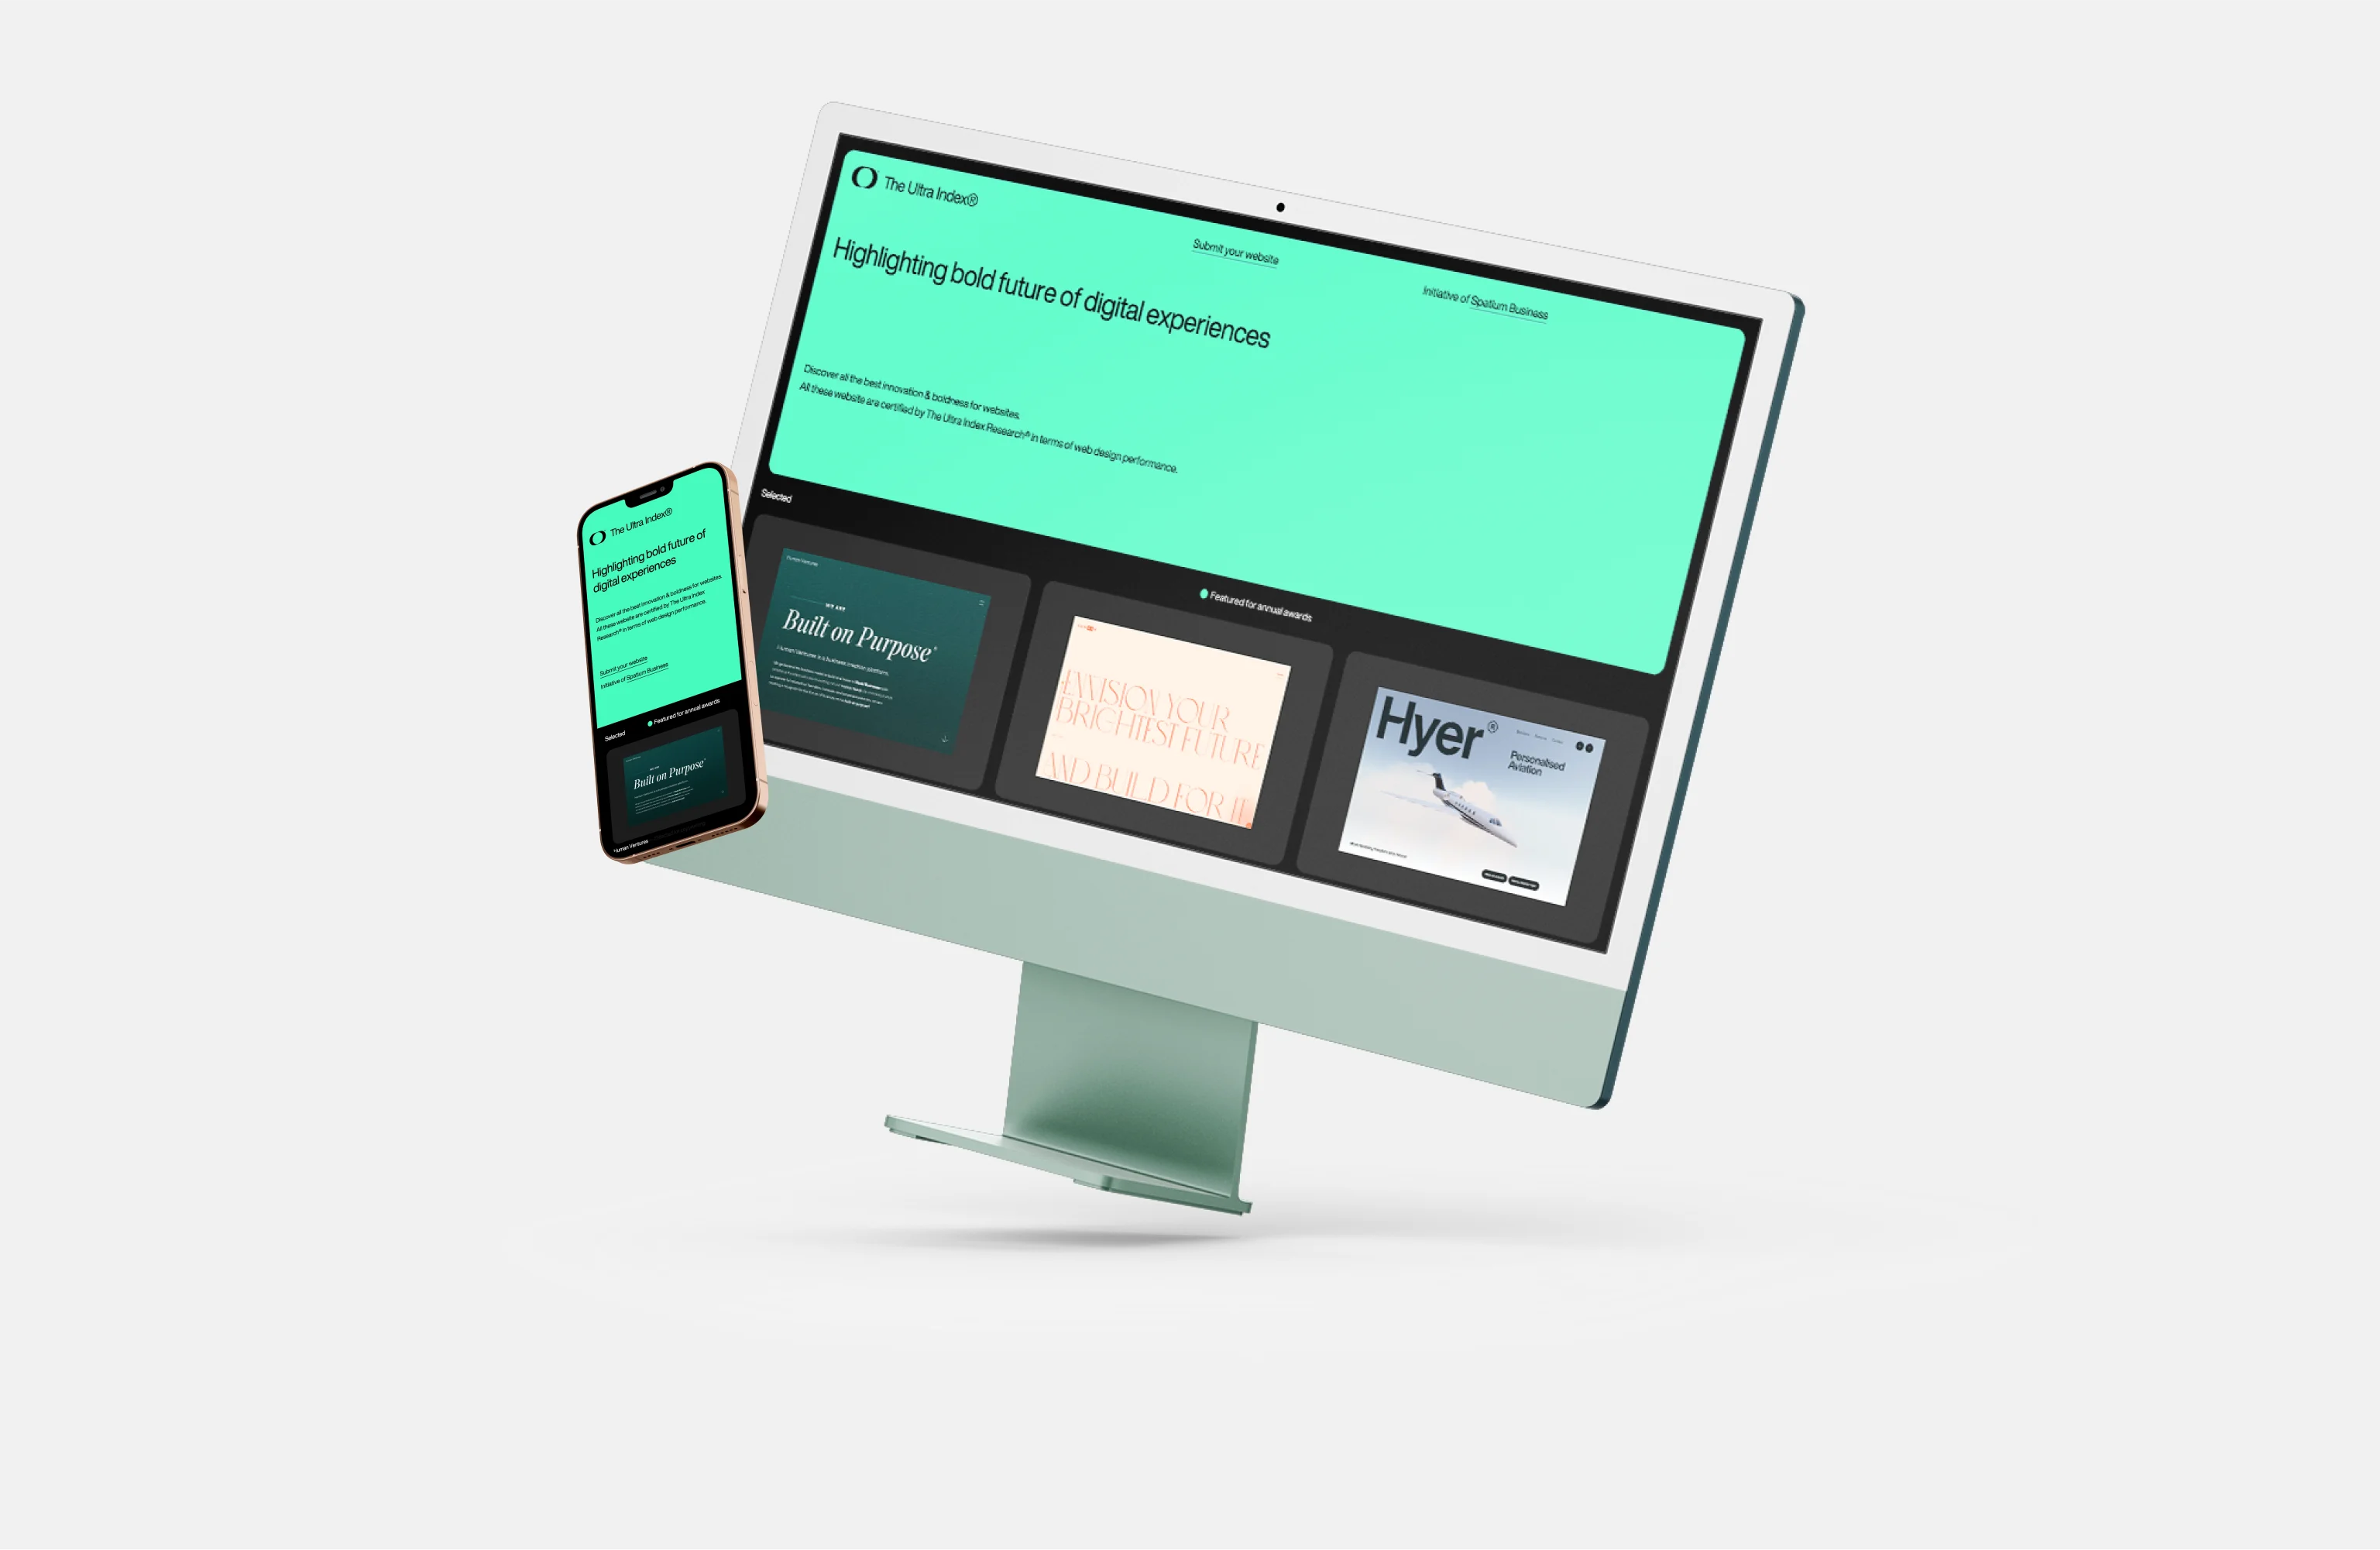 The Ultra Index®
Submit your website
Initiative of Spatium Business
Highlighting bold future of digital experiences
Discover all the best innovation & boldness for websites.
All these website are certified by The Ultra Index Research® in terms of web design performance.
Selected
Featured for annual awards
Human Ventures
WE ARE
Built on Purpose®
Human Ventures is a business creation platform.
ENVISION YOUR
BRIGHTEST FUTURE
AND BUILD FOR IT
Hyer®
Personalised
Aviation
The Ultra Index®
Highlighting bold future of
digital experiences
Discover all the best innovation & boldness for websites.
All these website are certified by The Ultra Index
Research® in terms of web design performance.
Submit your website
Initiative of Spatium Business
Featured for annual awards
Selected
Built on Purpose®
Human Ventures